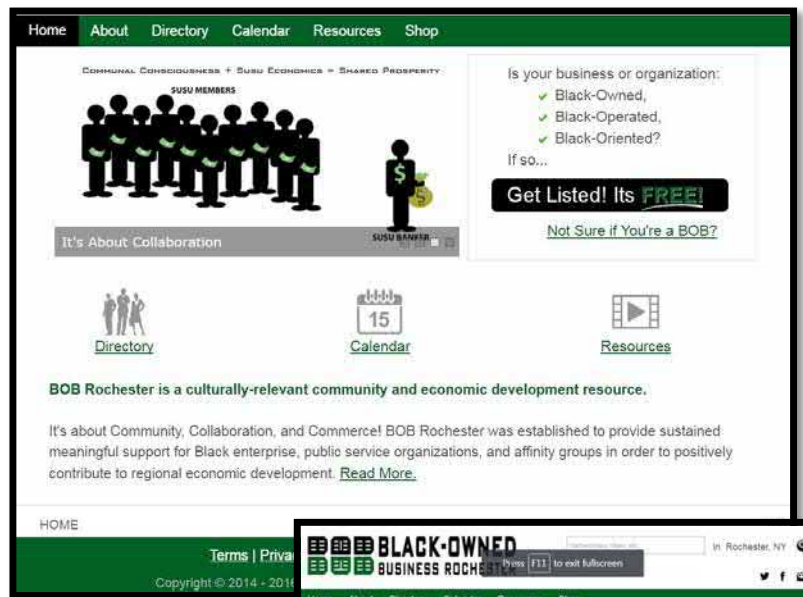 Home About Directory Calendar Resources Shop
COMMUNAL CONSCIOUSNESS + SUSU ECONOMICS = SHARED PROSPERITY
SUSU MEMBERS
$
$
SUSU BANKER
It's About Collaboration
Is your business or organization:
Black-Owned,
Black-Operated,
Black-Oriented?
If so...
Get Listed! Its FREE!
Not Sure if You're a BOB?
15
Directory Calendar Resources
BOB Rochester is a culturally-relevant community and economic development resource.
It's about Community, Collaboration, and Commerce! BOB Rochester was established to provide sustained
meaningful support for Black enterprise, public service organizations, and affinity groups in order to positively
contribute to regional economic development. Read More.
HOME
Terms | Priva
Copyright © 2014 - 2016
BLACK-OWNED
BUSINESS ROCHES
in Rochester, NY
Press F11 to exit fullscreen